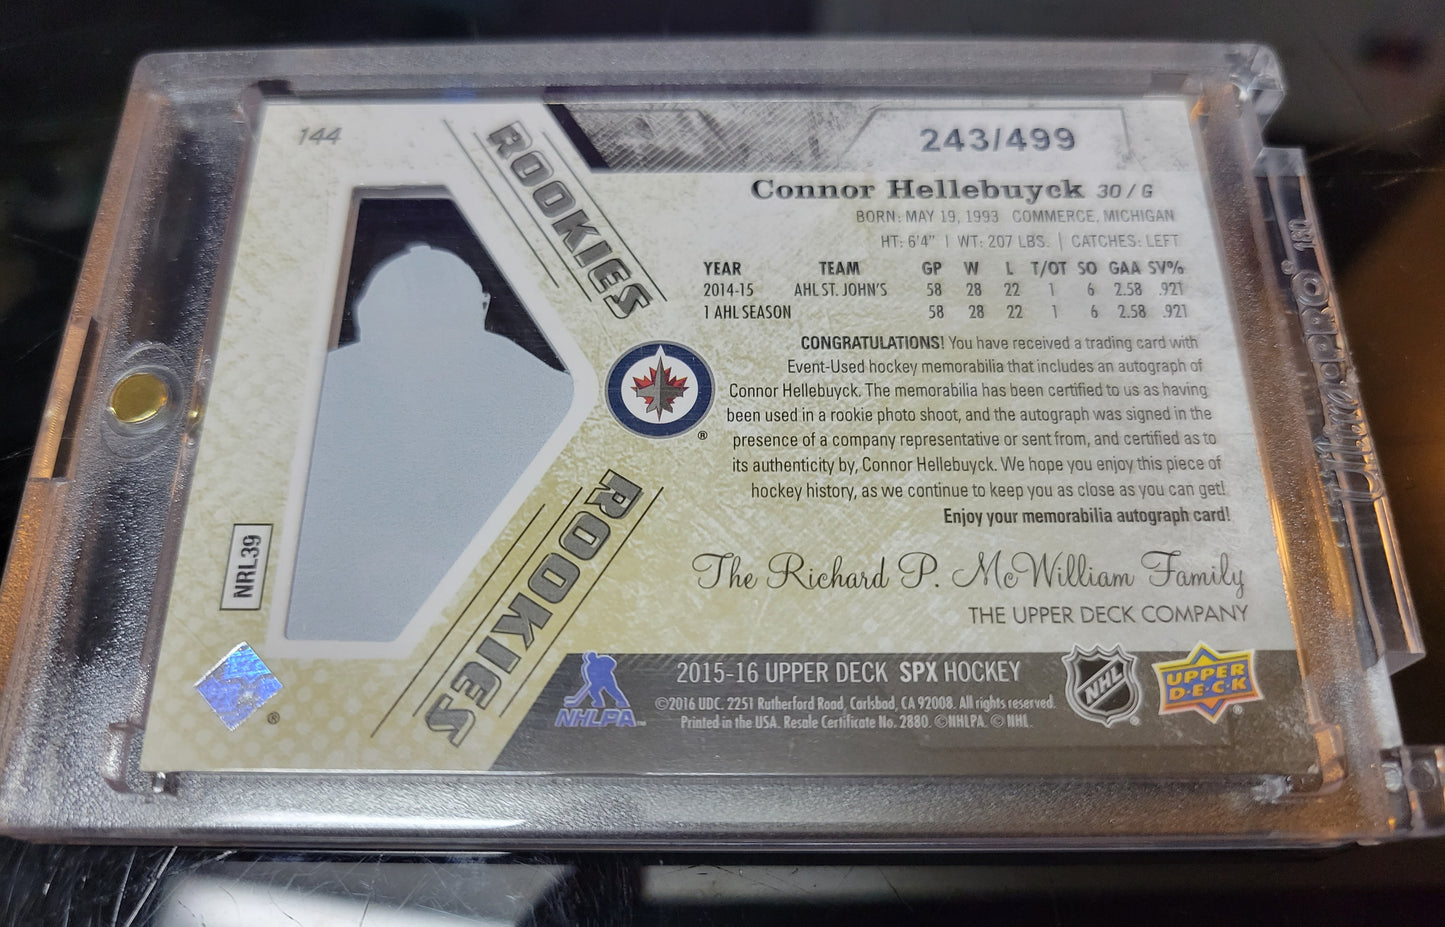 144
243/499
ROOKIES
Connor Hellebuyck 30 / G
BORN: MAY 19, 1993 COMMERCE, MICHIGAN
HT: 6'4" | WT: 207 LBS. | CATCHES: LEFT
YEAR TEAM GP W L T/OT SO GAA SV%
2014-15 AHL ST. JOHN'S 58 28 22 1 6 2.58 .921
1 AHL SEASON 58 28 22 1 6 2.58 .921
CONGRATULATIONS! You have received a trading card with
Event-Used hockey memorabilia that includes an autograph of
Connor Hellebuyck. The memorabilia has been certified to us as having
been used in a rookie photo shoot, and the autograph was signed in the
presence of a company representative or sent from, and certified as to
its authenticity by, Connor Hellebuyck. We hope you enjoy this piece of
hockey history, as we continue to keep you as close as you can get!
Enjoy your memorabilia autograph card!
®
ROOKIES
NRL39
The Richard P. McWilliam Family
THE UPPER DECK COMPANY
®
NHLPA
2015-16 UPPER DECK SPX HOCKEY
©2016 UDC. 2251 Rutherford Road, Carlsbad, CA 92008. All rights reserved.
Printed in the USA. Resale Certificate No. 2880. ©NHLPA. © NHL.
NHL ®
UPPER
D·E·C·K ®
UltraPRO®